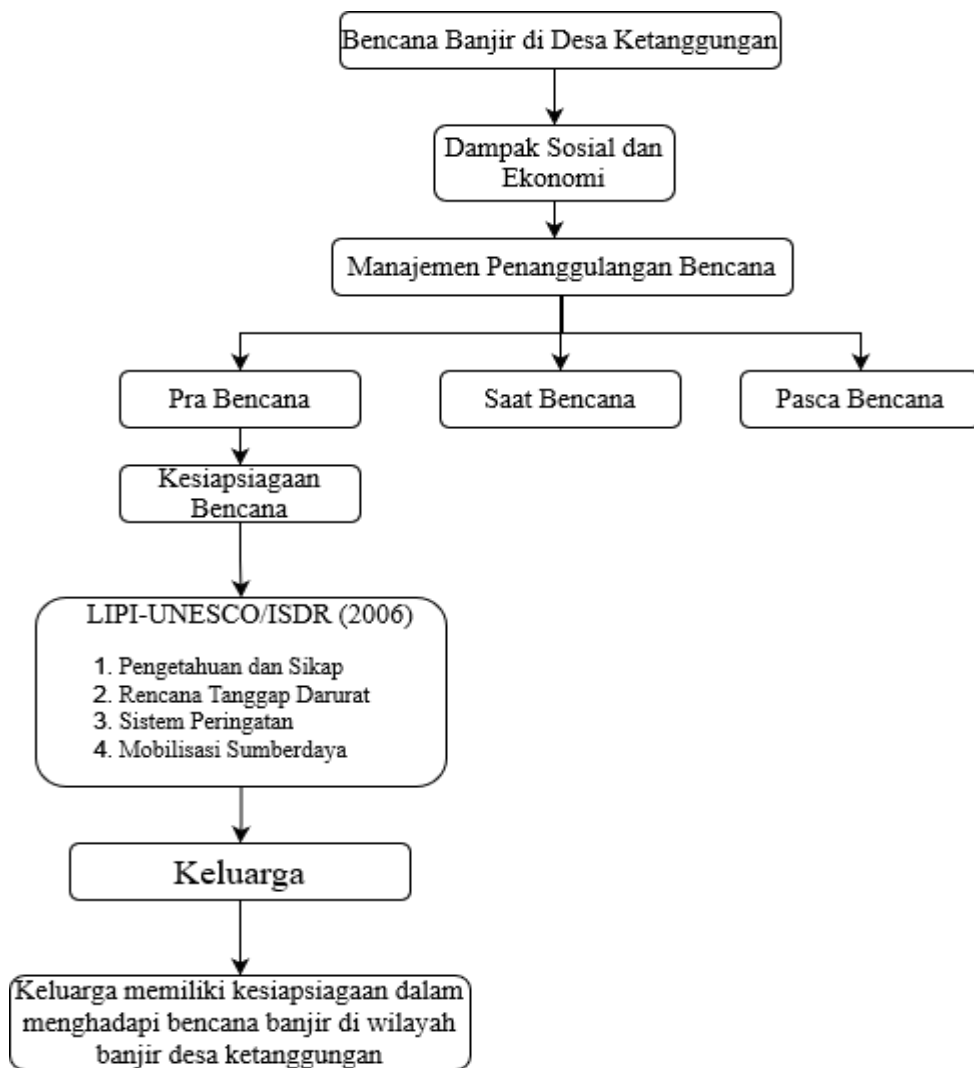 Bencana Banjir di Desa Ketanggungan
Dampak Sosial dan
Ekonomi
Manajemen Penanggulangan Bencana
Pra Bencana
Saat Bencana
Pasca Bencana
Kesiapsiagaan
Bencana
LIPI-UNESCO/ISDR (2006)
1. Pengetahuan dan Sikap
2. Rencana Tanggap Darurat
3. Sistem Peringatan
4. Mobilisasi Sumberdaya
Keluarga
Keluarga memiliki kesiapsiagaan dalam
menghadapi bencana banjir di wilayah
banjir desa ketanggungan